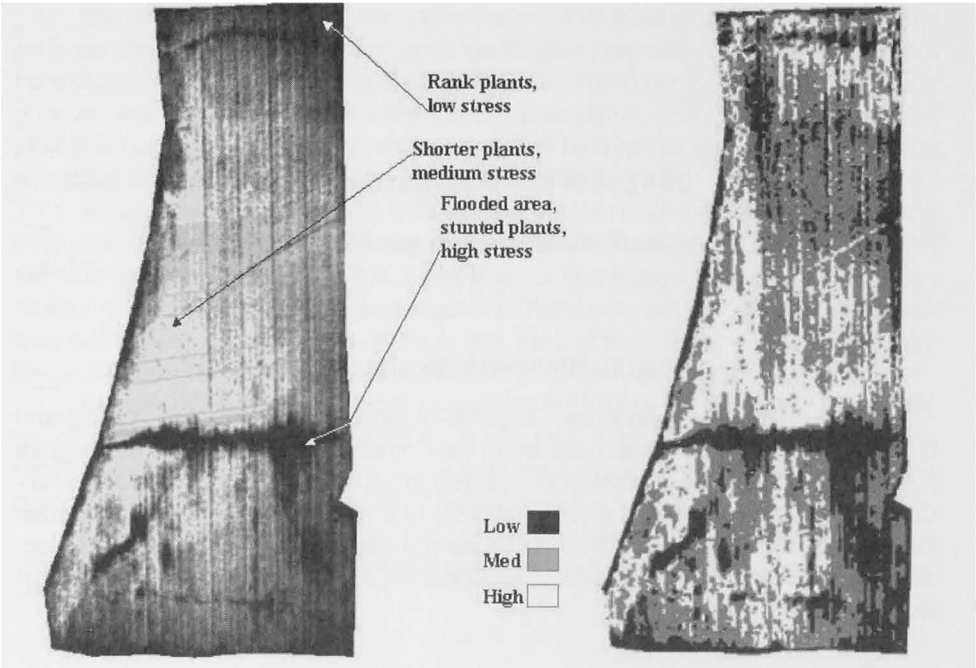 Rank plants,
low stress
Shorter plants,
medium stress
Flooded area,
stunted plants,
high stress
Low
Med
High